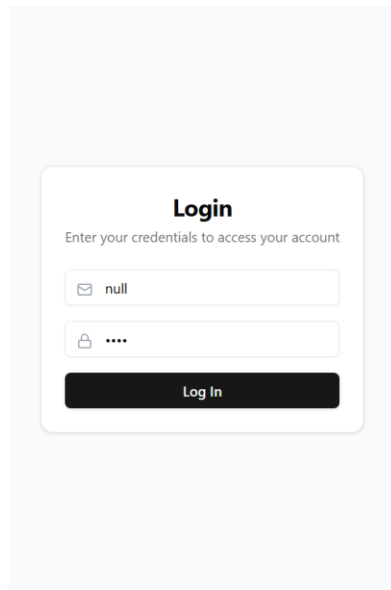 Login
Enter your credentials to access your account
null
••••
Log In